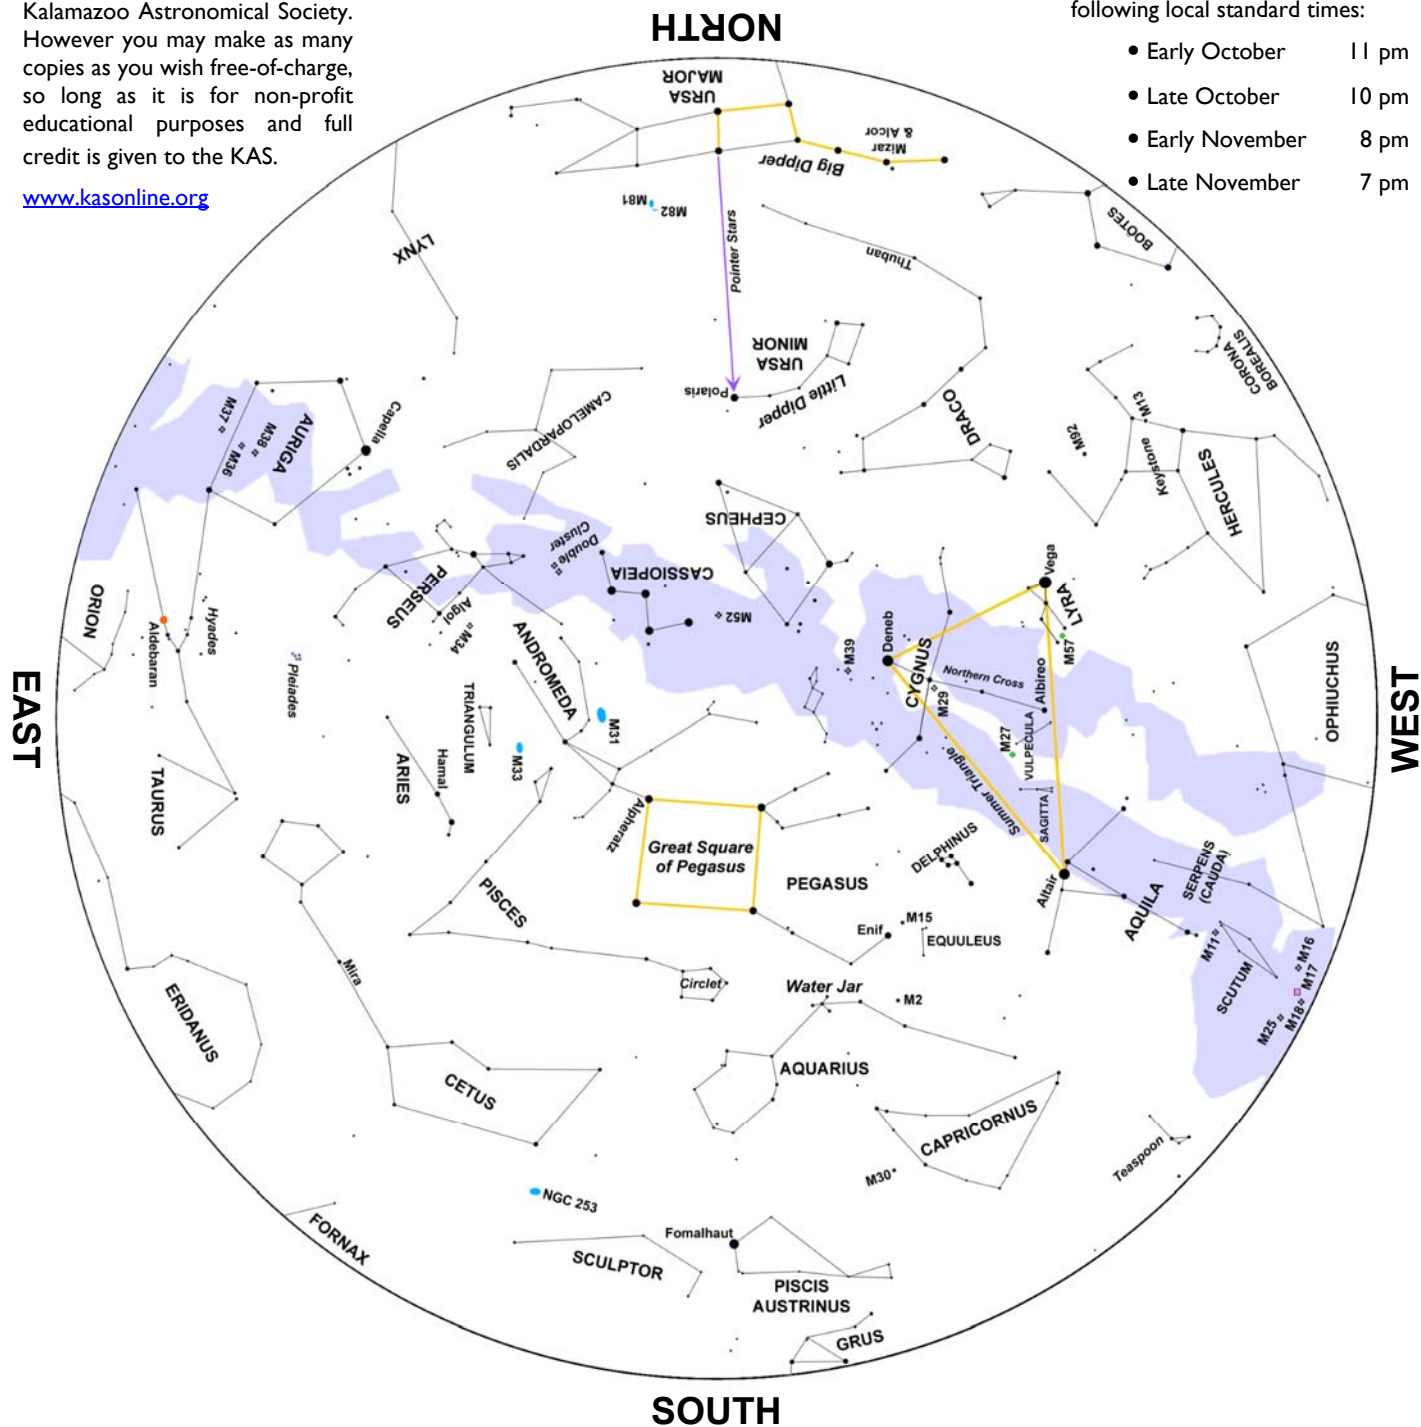 Kalamazoo Astronomical Society.
However you may make as many
copies as you wish free-of-charge,
so long as it is for non-profit
educational purposes and full
credit is given to the KAS.
www.kasonline.org
following local standard times:
• Early October 11 pm
• Late October 10 pm
• Early November 8 pm
• Late November 7 pm
NORTH
URSA
MAJOR
Big Dipper
Mizar
& Alcor
M81
M82
Pointer Stars
LYNX
Thuban
BOOTES
URSA
MINOR
Little Dipper
Polaris
CORONA
BOREALIS
DRACO
M13
M92
Keystone
HERCULES
CAMELOPARDALIS
Capella
AURIGA
M37
M38
M36
CEPHEUS
Double
Cluster
CASSIOPEIA
M52
PERSEUS
Algol
M34
Vega
LYRA
M57
Deneb
CYGNUS
Northern Cross
Albireo
M39
M29
M27
VULPECULA
SAGITTA
Summer Triangle
ORION
Aldebaran
Hyades
Pleiades
TAURUS
EAST
WEST
OPHIUCHUS
ANDROMEDA
M31
TRIANGULUM
M33
ARIES
Hamal
Alpheratz
Great Square
of Pegasus
PEGASUS
DELPHINUS
Altair
AQUILA
SERPENS
(CAUDA)
PISCES
Enif
M15
EQUULEUS
M11
SCUTUM
M16
M17
M18
M25
Mira
Circlet
Water Jar
M2
ERIDANUS
CETUS
AQUARIUS
CAPRICORNUS
M30
Teaspoon
NGC 253
FORNAX
SCULPTOR
Fomalhaut
PISCIS
AUSTRINUS
GRUS
SOUTH